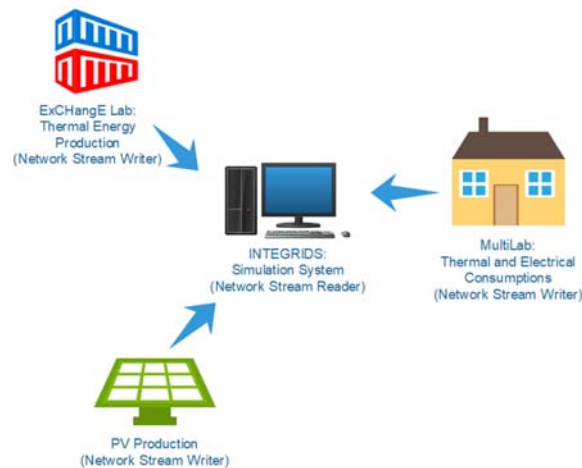 ExCHangE Lab:
Thermal Energy
Production
(Network Stream Writer)
INTEGRIDS:
Simulation System
(Network Stream Reader)
MultiLab:
Thermal and Electrical
Consumptions
(Network Stream Writer)
PV Production
(Network Stream Writer)